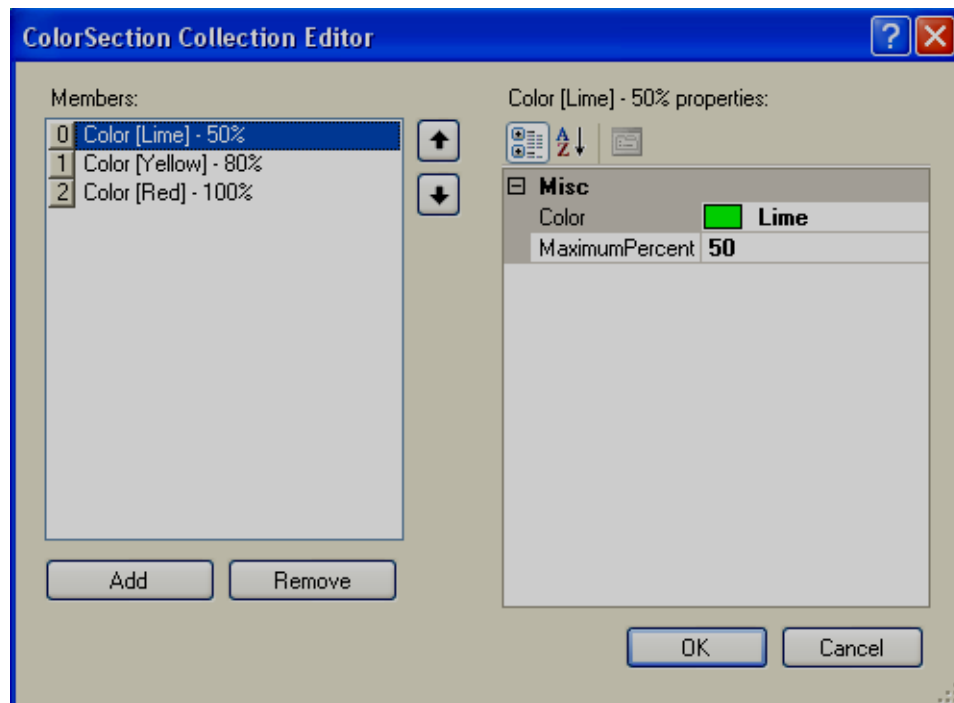 ColorSection Collection Editor
Members:
0 Color [Lime] - 50%
1 Color [Yellow] - 80%
2 Color [Red] - 100%
Add
Remove
Color [Lime] - 50% properties:
A
Z
Misc
Color Lime
MaximumPercent 50
OK
Cancel